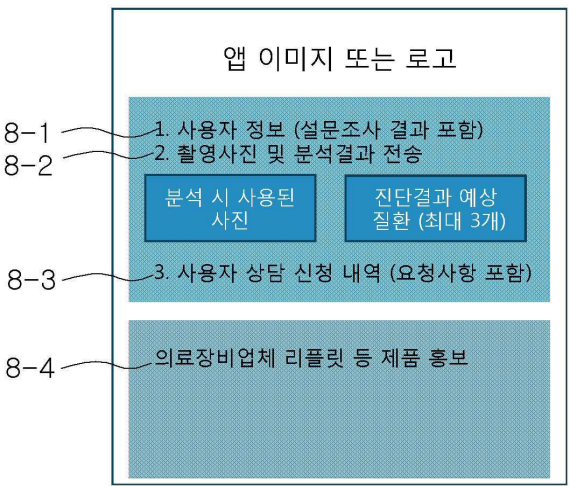 앱 이미지 또는 로고
8-1
1. 사용자 정보 (설문조사 결과 포함)
8-2
2. 촬영사진 및 분석결과 전송
분석 시 사용된
사진
진단결과 예상
질환 (최대 3개)
8-3
3. 사용자 상담 신청 내역 (요청사항 포함)
8-4
의료장비업체 리플릿 등 제품 홍보